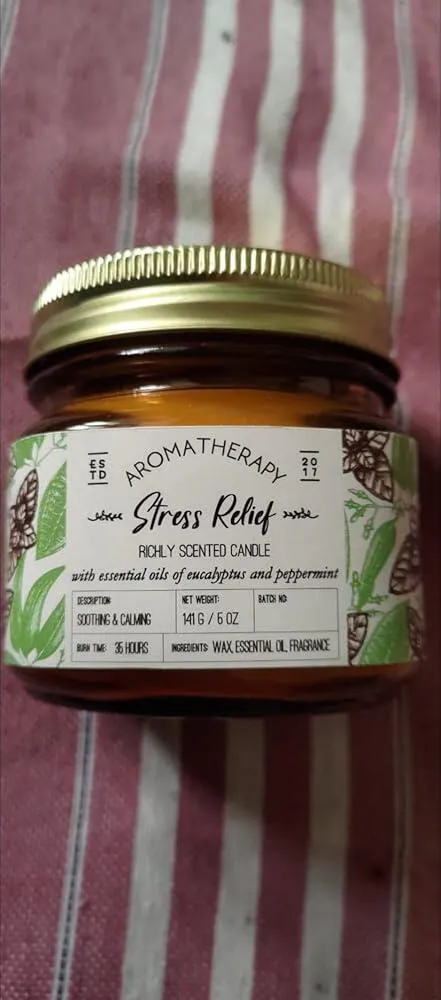 ESTD
AROMATHERAPY
2017
Stress Relief
RICHLY SCENTED CANDLE
with essential oils of eucalyptus and peppermint
DESCRIPTION: NET WEIGHT: BATCH NO:
SOOTHING & CALMING 141 G / 5 OZ
BURN TIME: 35 HOURS INGREDIENTS: WAX, ESSENTIAL OIL, FRAGRANCE